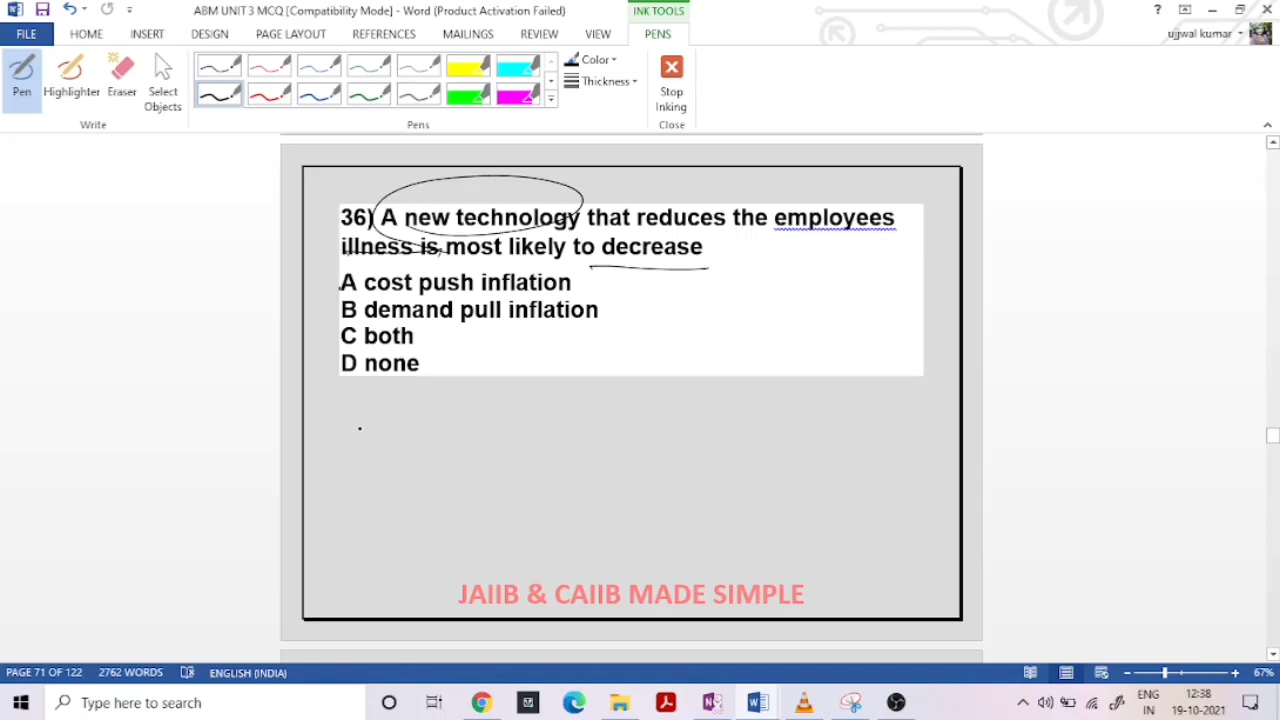 ABM UNIT 3 MCQ [Compatibility Mode] - Word (Product Activation Failed)
INK TOOLS
?
FILE
HOME
INSERT
DESIGN
PAGE LAYOUT
REFERENCES
MAILINGS
REVIEW
VIEW
PENS
ujjwal kumar
Pen
Highlighter
Eraser
Select
Objects
Color
Thickness
Stop
Inking
Write
Pens
Close
36) A new technology that reduces the employees
illness is most likely to decrease
A cost push inflation
B demand pull inflation
C both
D none
JAIIB & CAIIB MADE SIMPLE
PAGE 71 OF 122
2762 WORDS
ENGLISH (INDIA)
67%
Type here to search
ENG
IN
12:38
19-10-2021